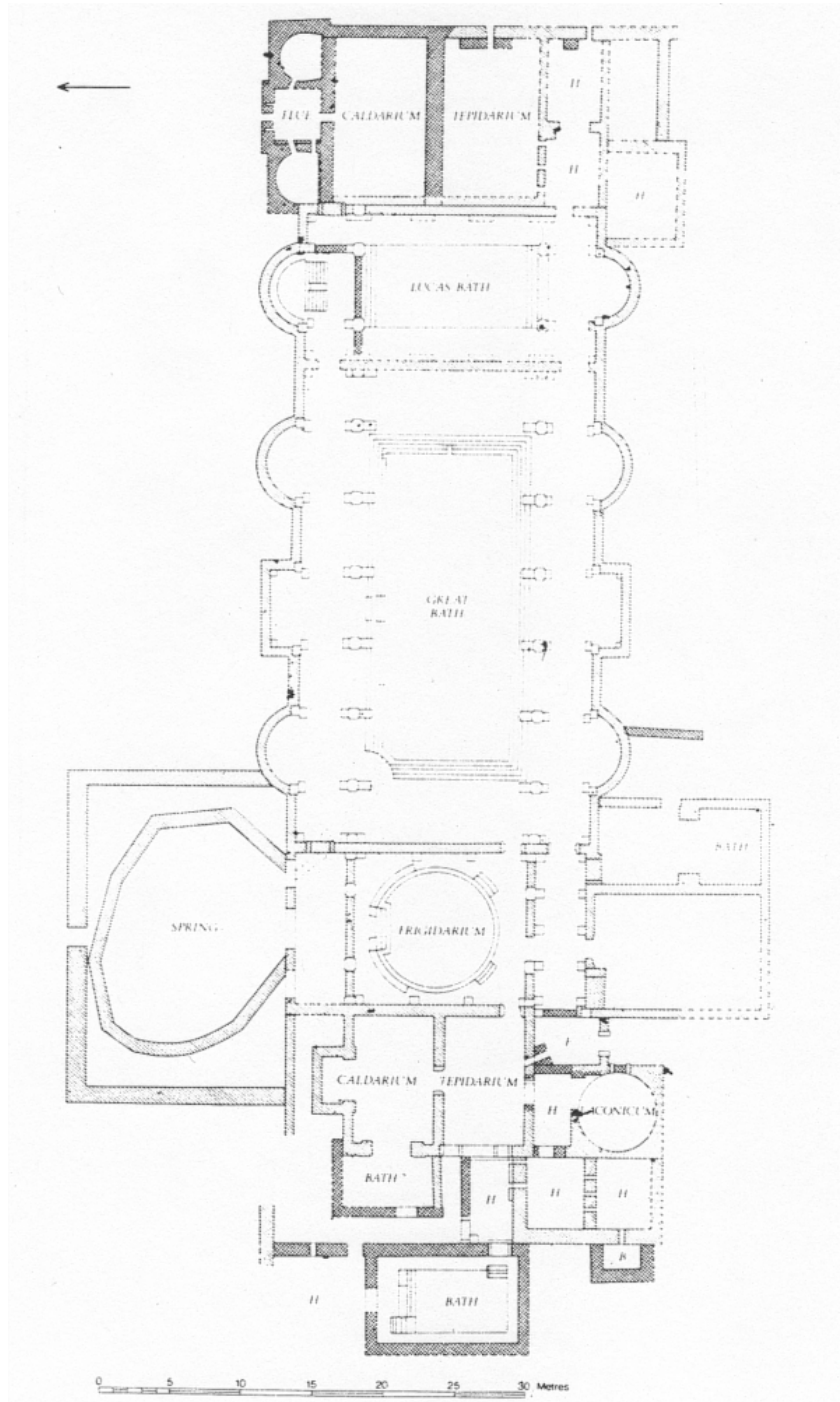 H
FLUE
CALDARIUM
TEPIDARIUM
H
H
LUCAS BATH
GREAT
BATH
BATH
SPRING
FRIGIDARIUM
F
CALDARIUM
TEPIDARIUM
H
LACONICUM
BATH
H
H
H
B
H
BATH
0 5 10 15 20 25 30 Metres